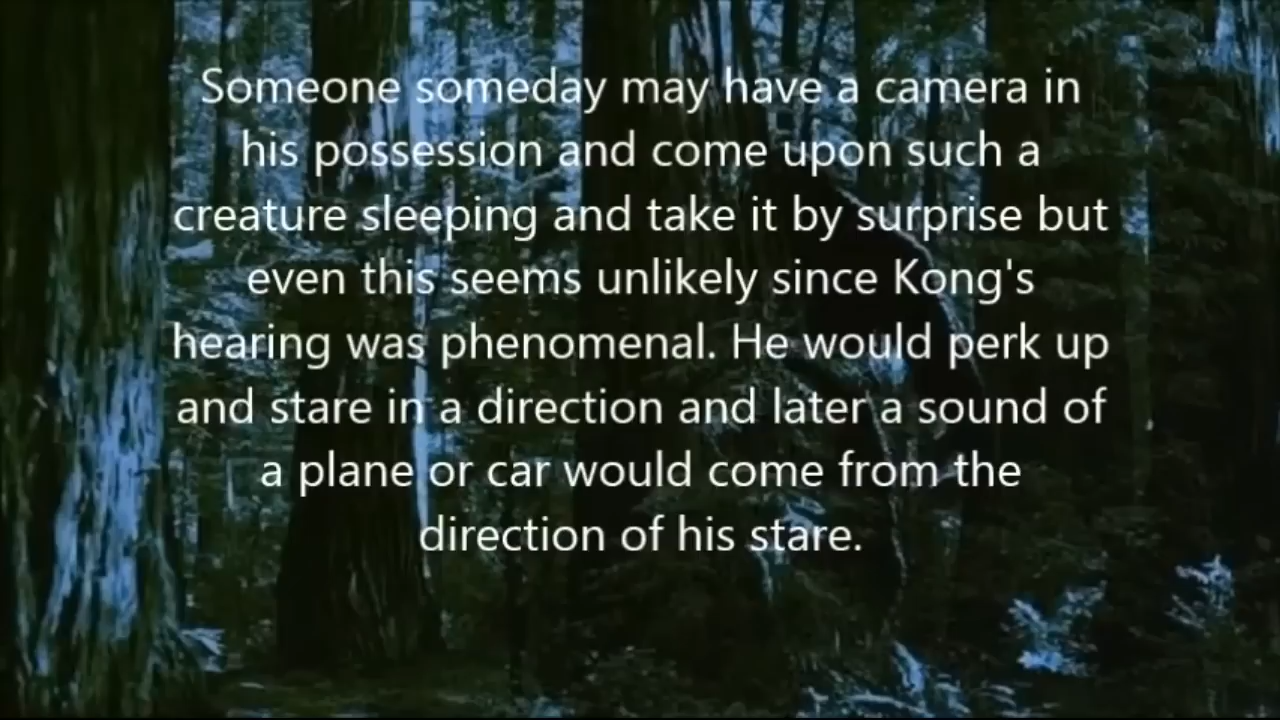 Someone someday may have a camera in
his possession and come upon such a
creature sleeping and take it by surprise but
even this seems unlikely since Kong's
hearing was phenomenal. He would perk up
and stare in a direction and later a sound of
a plane or car would come from the
direction of his stare.